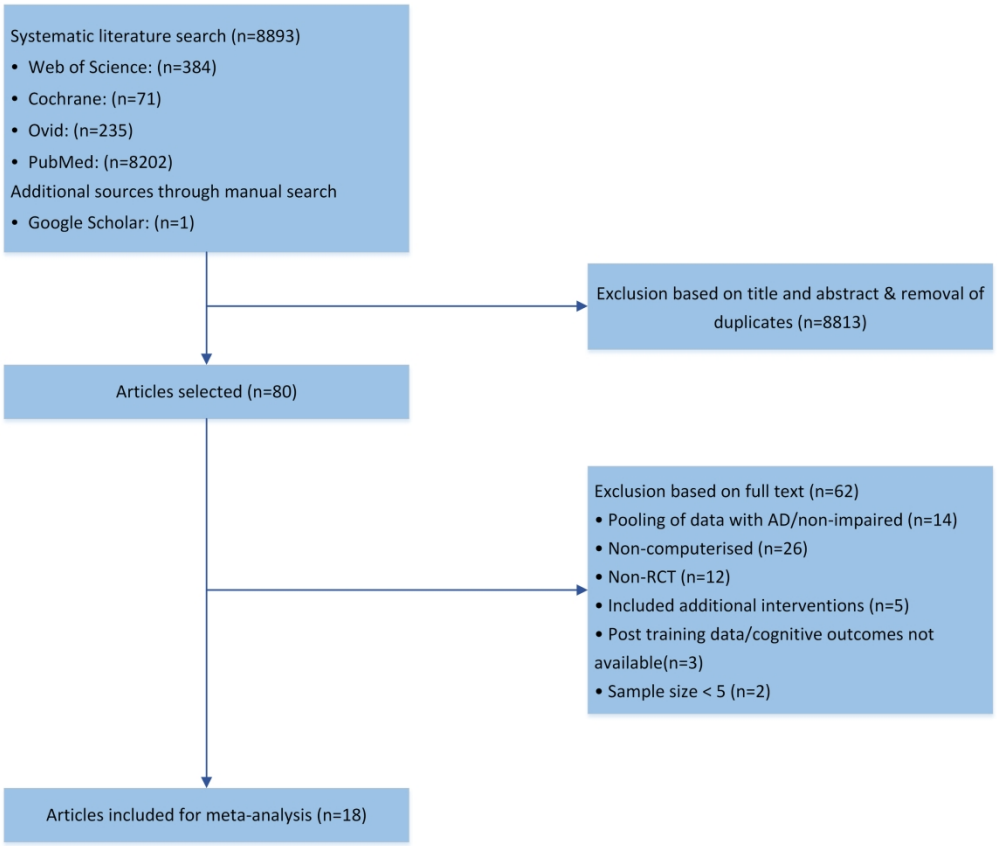 Systematic literature search (n=8893)
• Web of Science: (n=384)
• Cochrane: (n=71)
• Ovid: (n=235)
• PubMed: (n=8202)
Additional sources through manual search
• Google Scholar: (n=1)
Exclusion based on title and abstract & removal of
duplicates (n=8813)
Articles selected (n=80)
Exclusion based on full text (n=62)
• Pooling of data with AD/non-impaired (n=14)
• Non-computerised (n=26)
• Non-RCT (n=12)
• Included additional interventions (n=5)
• Post training data/cognitive outcomes not
available(n=3)
• Sample size < 5 (n=2)
Articles included for meta-analysis (n=18)